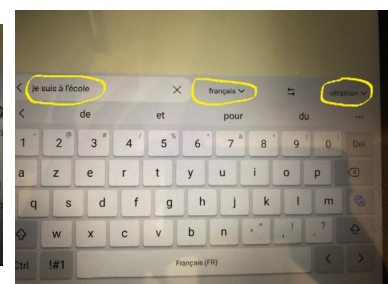 je suis à l'école français ukrainien
de et pour du ...
1 2 3 4 5 6 7 8 9 0 Del
a z e r t y u i o p
q s d f g h j k l m
w x c v b n ' " , ! . ?
Ctrl !#1 Français (FR) < >